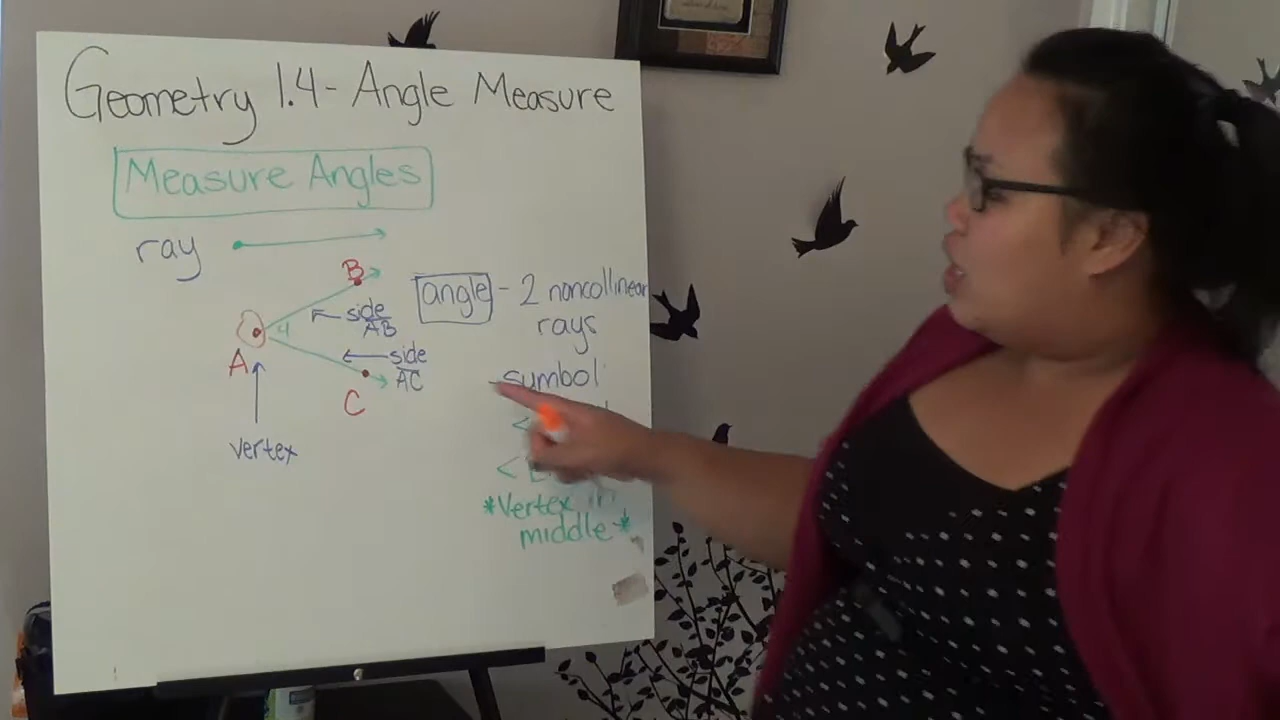 Geometry 1.4 - Angle Measure
Measure Angles
ray
B
angle - 2 noncollinear
rays
side
AB
4
A
side
AC
C
symbol
<
<
vertex
*Vertex in
middle*